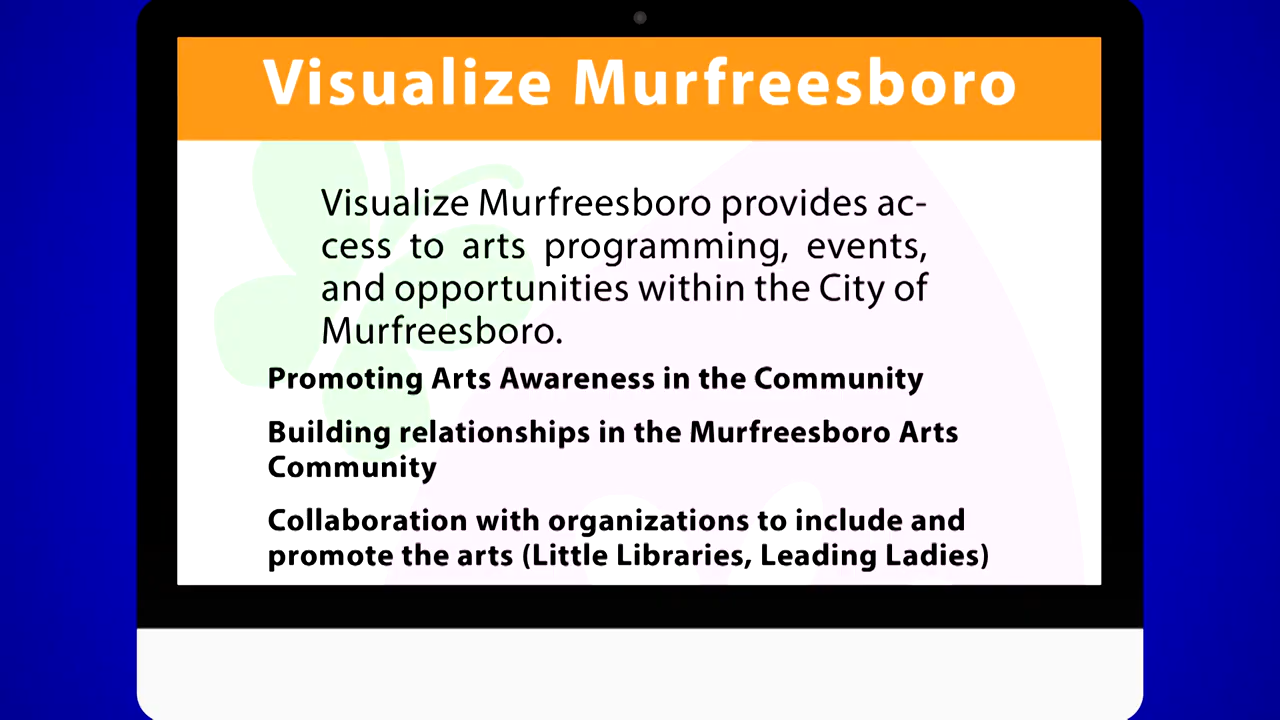 Visualize Murfreesboro
Visualize Murfreesboro provides ac-
cess to arts programming, events,
and opportunities within the City of
Murfreesboro.
Promoting Arts Awareness in the Community
Building relationships in the Murfreesboro Arts
Community
Collaboration with organizations to include and
promote the arts (Little Libraries, Leading Ladies)